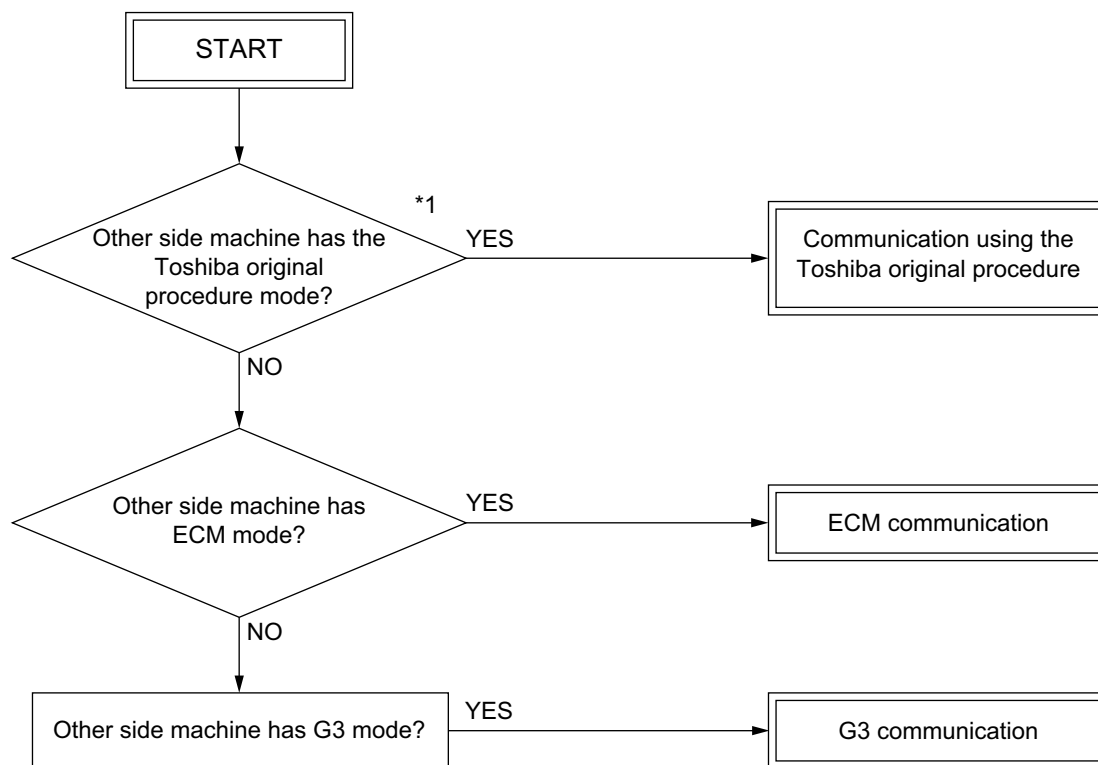 START
*1
Other side machine has the
Toshiba original
procedure mode?
YES
Communication using the
Toshiba original procedure
NO
Other side machine has
ECM mode?
YES
ECM communication
NO
Other side machine has G3 mode?
YES
G3 communication